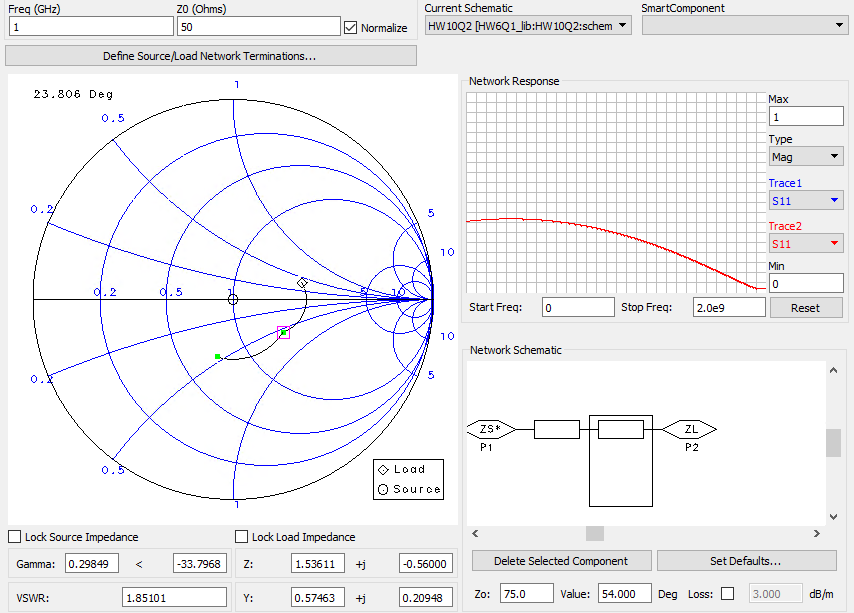 Freq (GHz) Z0 (Ohms) Current Schematic SmartComponent
1 50 Normalize HW10Q2 [HW6Q1_lib:HW10Q2:schem
Define Source/Load Network Terminations...
23.806 Deg
1
0.5
0.2
5
10
0.2 0.5 1 5 10
10
0.2
5
0.5
1
Load
Source
Network Response
Max
1
Type
Mag
Trace1
S11
Trace2
S11
Min
0
Start Freq: 0 Stop Freq: 2.0e9 Reset
Network Schematic
ZS* ZL
P1 P2
Lock Source Impedance Lock Load Impedance
Gamma: 0.29849 < -33.7968 Z: 1.53611 +j -0.56000
VSWR: 1.85101 Y: 0.57463 +j 0.20948
Delete Selected Component Set Defaults...
Zo: 75.0 Value: 54.000 Deg Loss: 3.000 dB/m